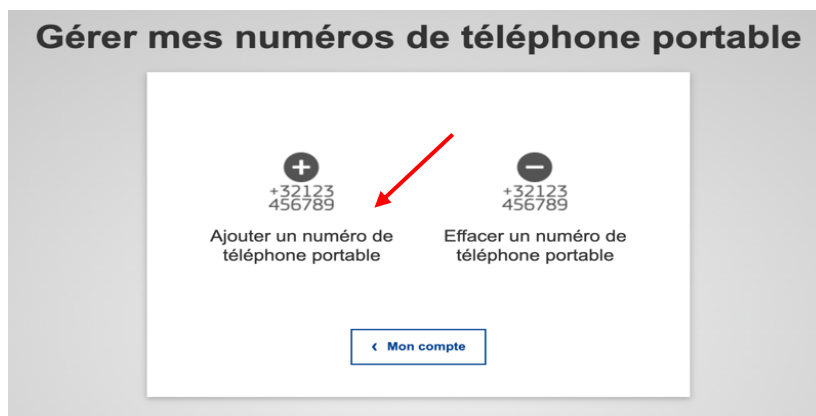 Gérer mes numéros de téléphone portable
+32123
456789
Ajouter un numéro de
téléphone portable
+32123
456789
Effacer un numéro de
téléphone portable
‹ Mon compte